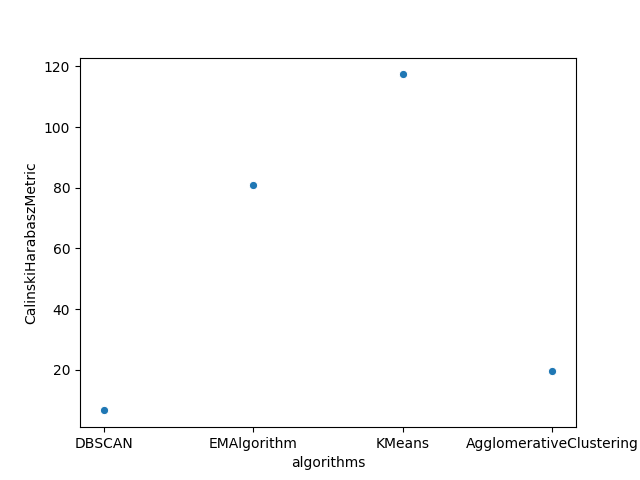 120
100
80
60
40
20
CalinskiHarabaszMetric
DBSCAN
EMAlgorithm
KMeans
AgglomerativeClustering
algorithms